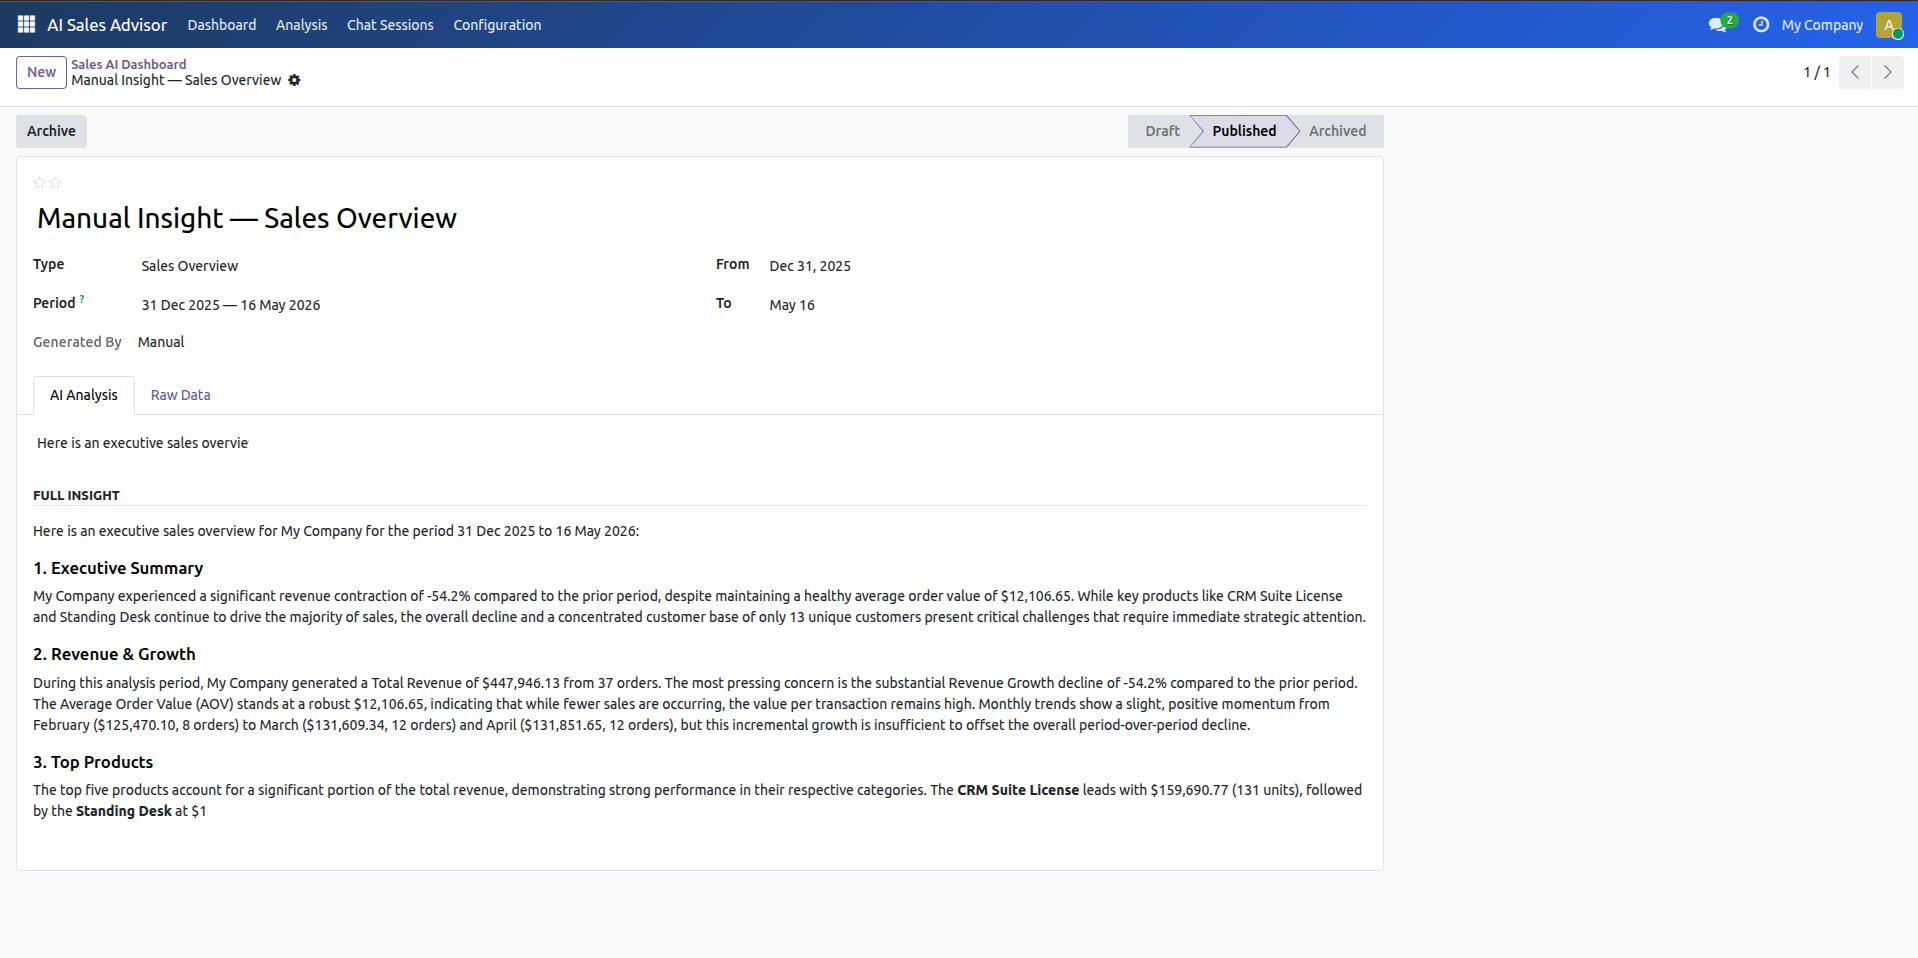 AI Sales Advisor Dashboard Analysis Chat Sessions Configuration 2 My Company A
New Sales AI Dashboard
Manual Insight — Sales Overview 1 / 1
Archive Draft Published Archived
Manual Insight — Sales Overview
Type Sales Overview From Dec 31, 2025
Period ? 31 Dec 2025 — 16 May 2026 To May 16
Generated By Manual
AI Analysis Raw Data
Here is an executive sales overvie
FULL INSIGHT
Here is an executive sales overview for My Company for the period 31 Dec 2025 to 16 May 2026:
1. Executive Summary
My Company experienced a significant revenue contraction of -54.2% compared to the prior period, despite maintaining a healthy average order value of $12,106.65. While key products like CRM Suite License
and Standing Desk continue to drive the majority of sales, the overall decline and a concentrated customer base of only 13 unique customers present critical challenges that require immediate strategic attention.
2. Revenue & Growth
During this analysis period, My Company generated a Total Revenue of $447,946.13 from 37 orders. The most pressing concern is the substantial Revenue Growth decline of -54.2% compared to the prior period.
The Average Order Value (AOV) stands at a robust $12,106.65, indicating that while fewer sales are occurring, the value per transaction remains high. Monthly trends show a slight, positive momentum from
February ($125,470.10, 8 orders) to March ($131,609.34, 12 orders) and April ($131,851.65, 12 orders), but this incremental growth is insufficient to offset the overall period-over-period decline.
3. Top Products
The top five products account for a significant portion of the total revenue, demonstrating strong performance in their respective categories. The CRM Suite License leads with $159,690.77 (131 units), followed
by the Standing Desk at $1